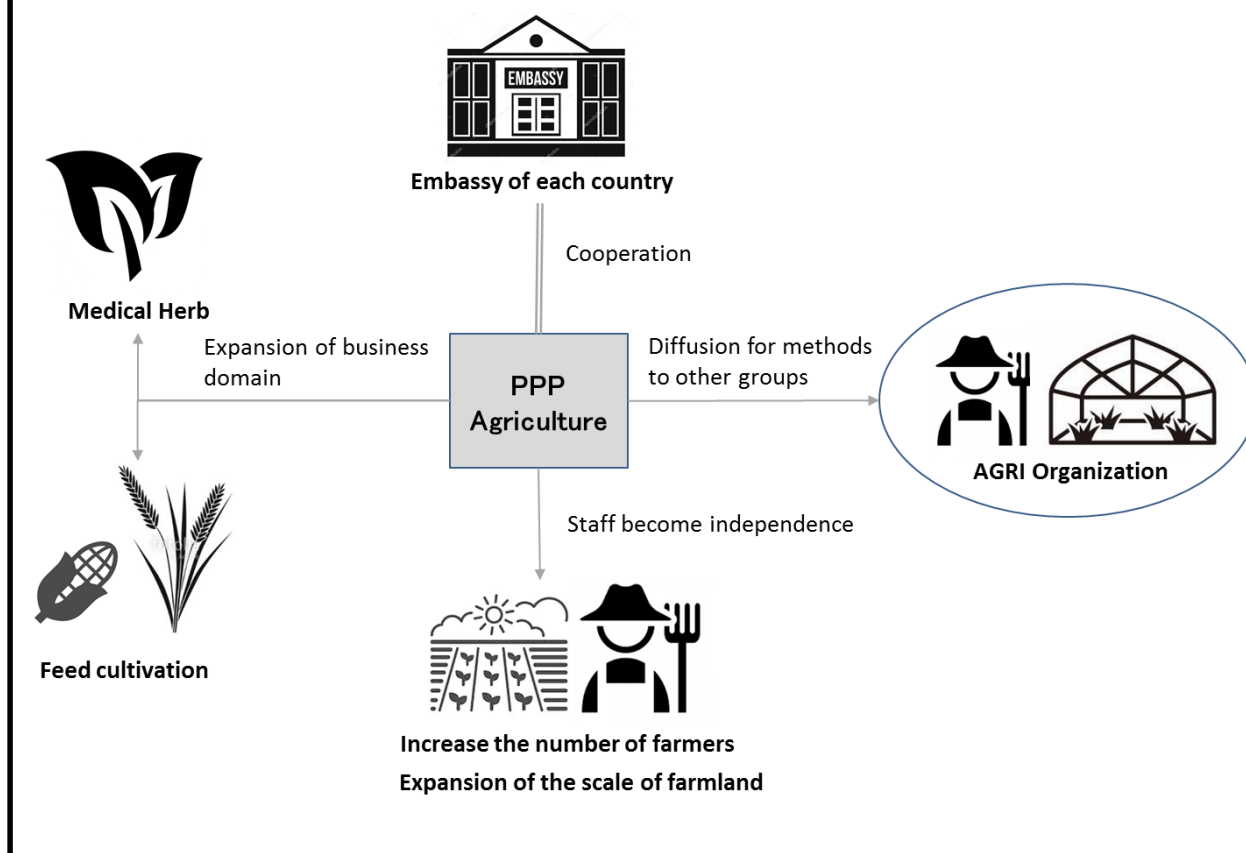 EMBASSY
Embassy of each country
Cooperation
Medical Herb
Expansion of business
domain
PPP
Agriculture
Diffusion for methods
to other groups
AGRI Organization
Staff become independence
Feed cultivation
Increase the number of farmers
Expansion of the scale of farmland